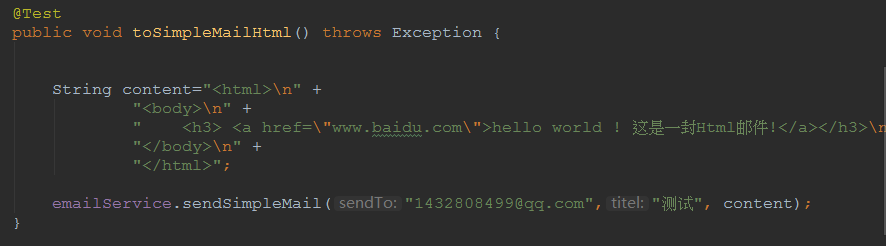 @Test
public void toSimpleMailHtml() throws Exception {
String content="<html>\n" +
"<body>\n" +
"    <h3> <a href=\"www.baidu.com\">hello world ! 这是一封Html邮件!</a></h3>\n
"</body>\n" +
"</html>";
emailService.sendSimpleMail( sendTo: "1432808499@qq.com", titel: "测试", content);
}